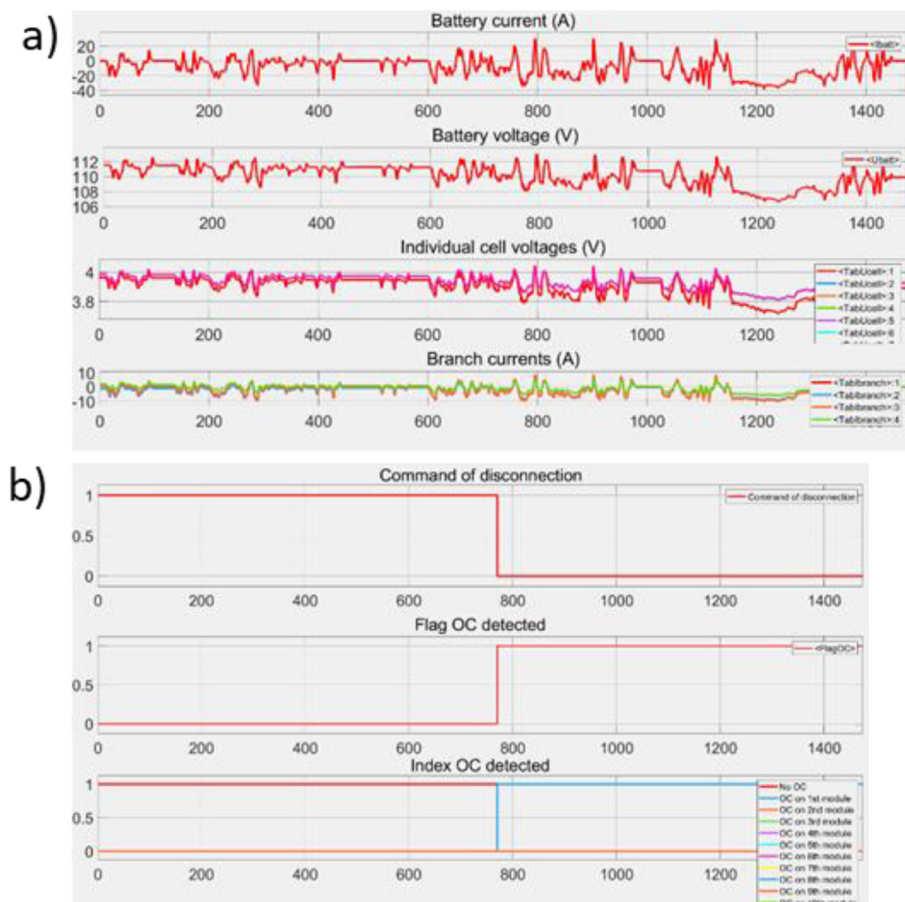 a)
Battery current (A)
20
0
-20
-40
<Ibatt>
0 200 400 600 800 1000 1200 1400
Battery voltage (V)
112
110
108
106
<Ubatt>
0 200 400 600 800 1000 1200 1400
Individual cell voltages (V)
4
3.8
<TabUcell>:1
<TabUcell>:2
<TabUcell>:3
<TabUcell>:4
<TabUcell>:5
<TabUcell>:6
0 200 400 600 800 1000 1200
Branch currents (A)
10
0
-10
<TabIbranch>:1
<TabIbranch>:2
<TabIbranch>:3
<TabIbranch>:4
0 200 400 600 800 1000 1200
b)
Command of disconnection
1
0.5
0
Command of disconnection
0 200 400 600 800 1000 1200 1400
Flag OC detected
1
0.5
0
<FlagOC>
0 200 400 600 800 1000 1200 1400
Index OC detected
1
0.5
0
No OC
OC on 1st module
OC on 2nd module
OC on 3rd module
OC on 4th module
OC on 5th module
OC on 6th module
OC on 7th module
OC on 8th module
OC on 9th module
0 200 400 600 800 1000 1200